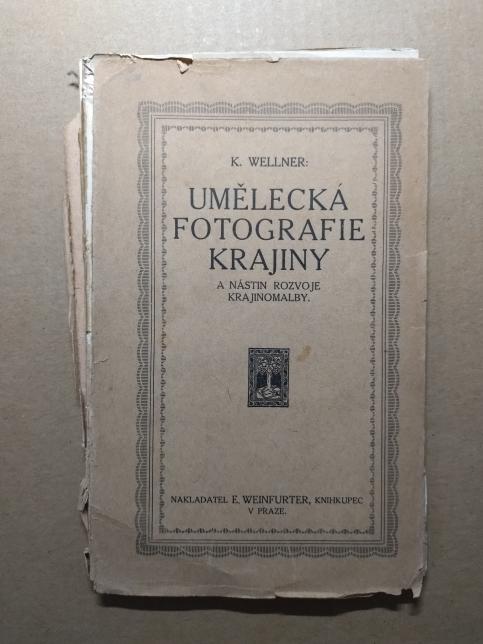 K. WELLNER:
UMĚLECKÁ
FOTOGRAFIE
KRAJINY
A NÁSTIN ROZVOJE
KRAJINOMALBY.
NAKLADATEL E. WEINFURTER, KNIHKUPEC
V PRAZE.